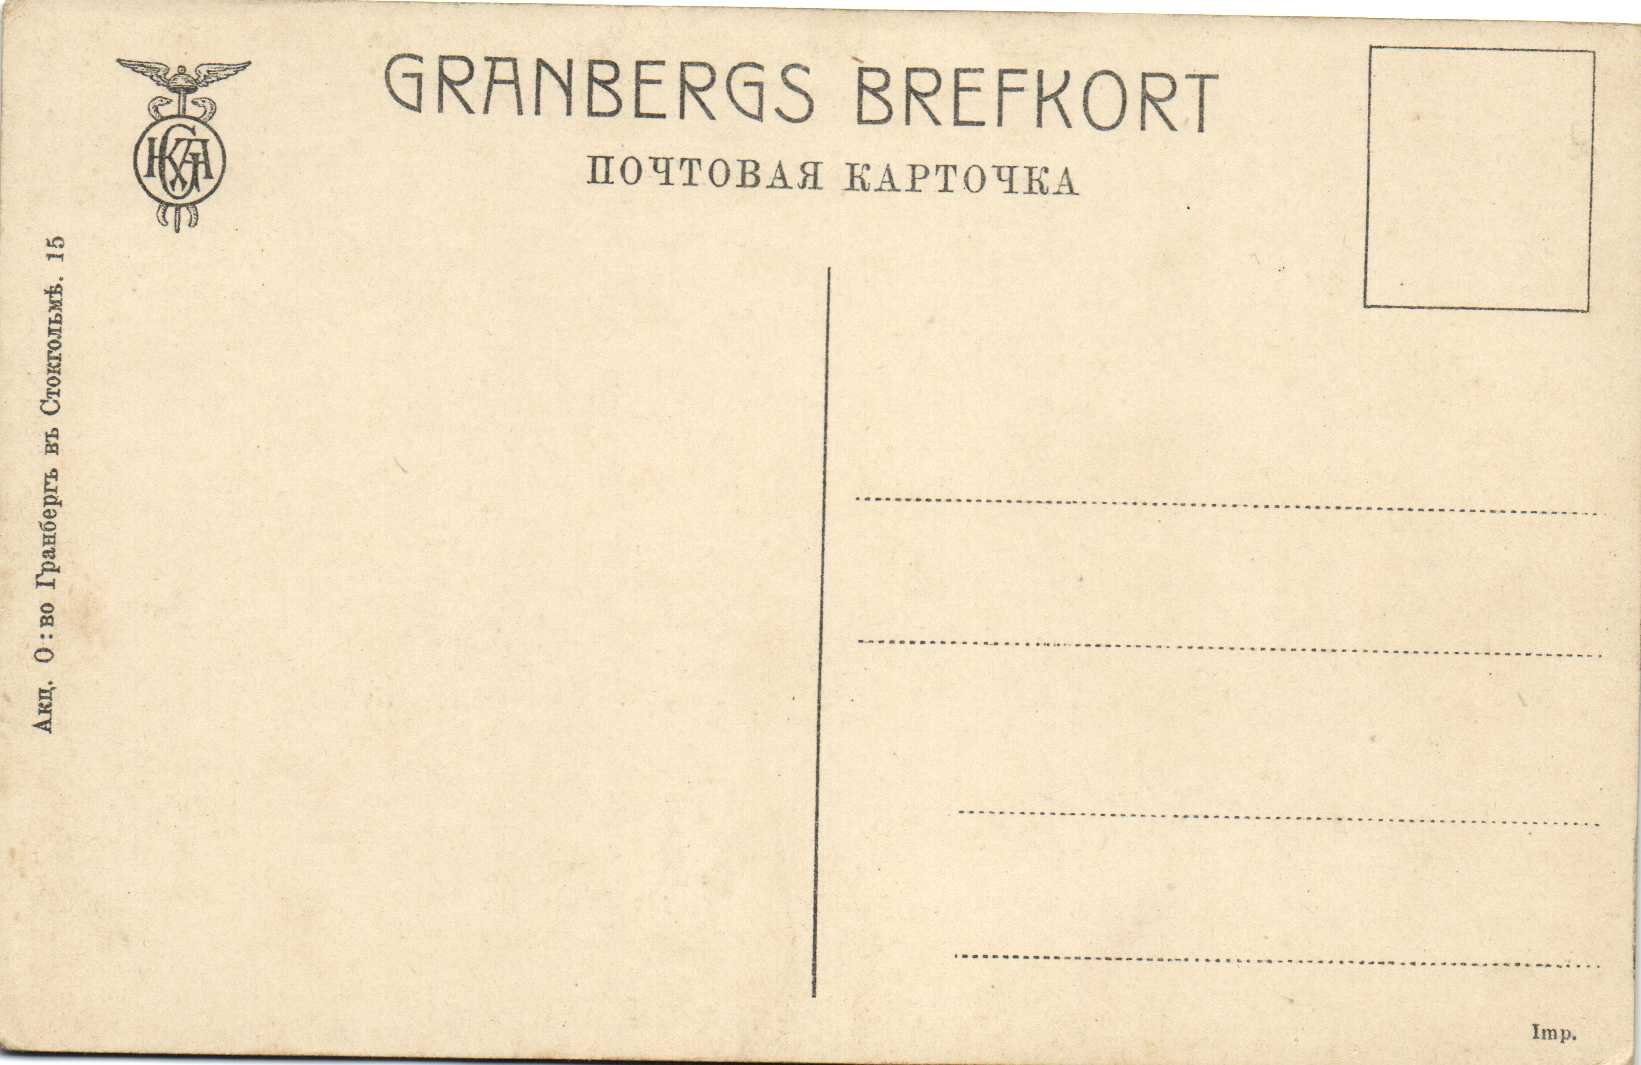 GRANBERGS BREFKORT
ПОЧТОВАЯ КАРТОЧКА
Акц. О:во Гранбергъ въ Стокгольмѣ. 15
Imp.